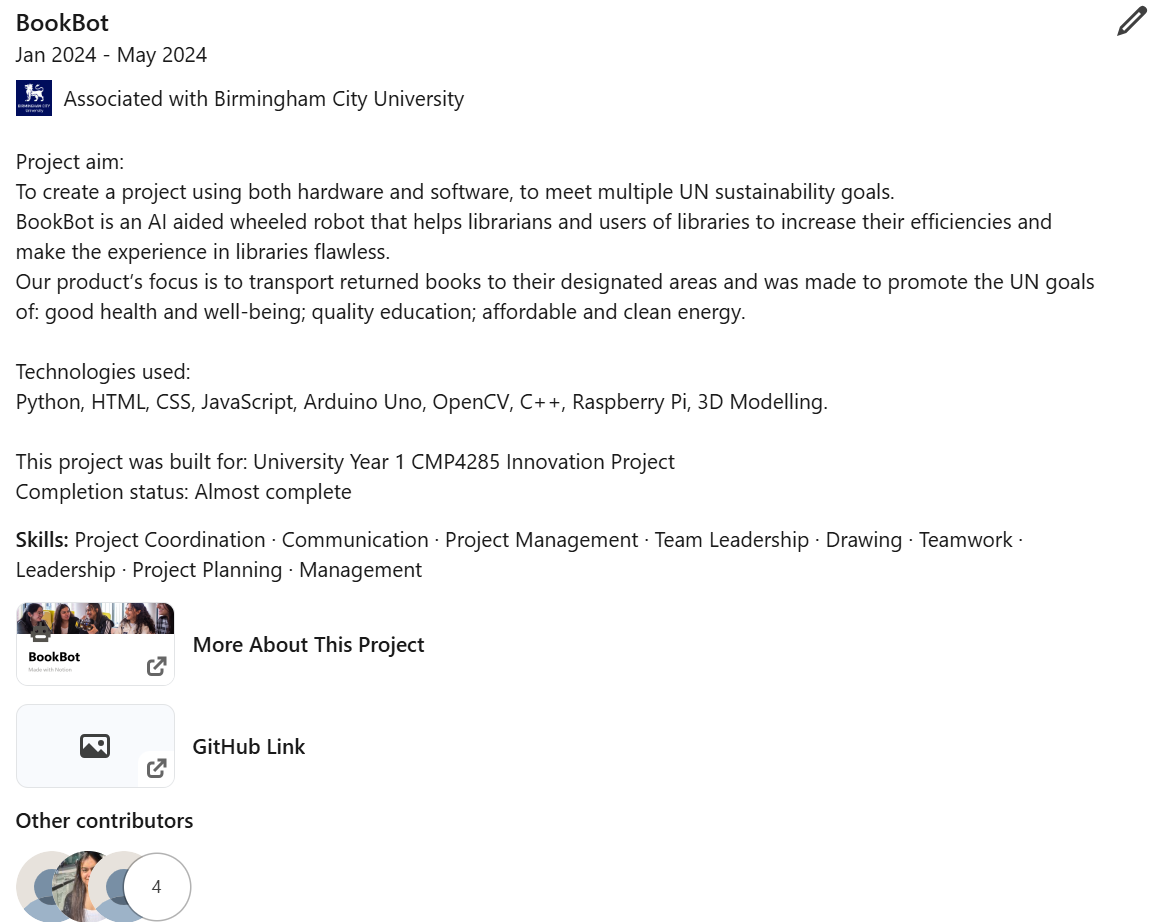 BookBot
Jan 2024 - May 2024
BIRMINGHAM CITY
University
Associated with Birmingham City University
Project aim:
To create a project using both hardware and software, to meet multiple UN sustainability goals.
BookBot is an AI aided wheeled robot that helps librarians and users of libraries to increase their efficiencies and
make the experience in libraries flawless.
Our product’s focus is to transport returned books to their designated areas and was made to promote the UN goals
of: good health and well-being; quality education; affordable and clean energy.
Technologies used:
Python, HTML, CSS, JavaScript, Arduino Uno, OpenCV, C++, Raspberry Pi, 3D Modelling.
This project was built for: University Year 1 CMP4285 Innovation Project
Completion status: Almost complete
Skills: Project Coordination · Communication · Project Management · Team Leadership · Drawing · Teamwork ·
Leadership · Project Planning · Management
BookBot
Made with Notion
More About This Project
GitHub Link
Other contributors
4